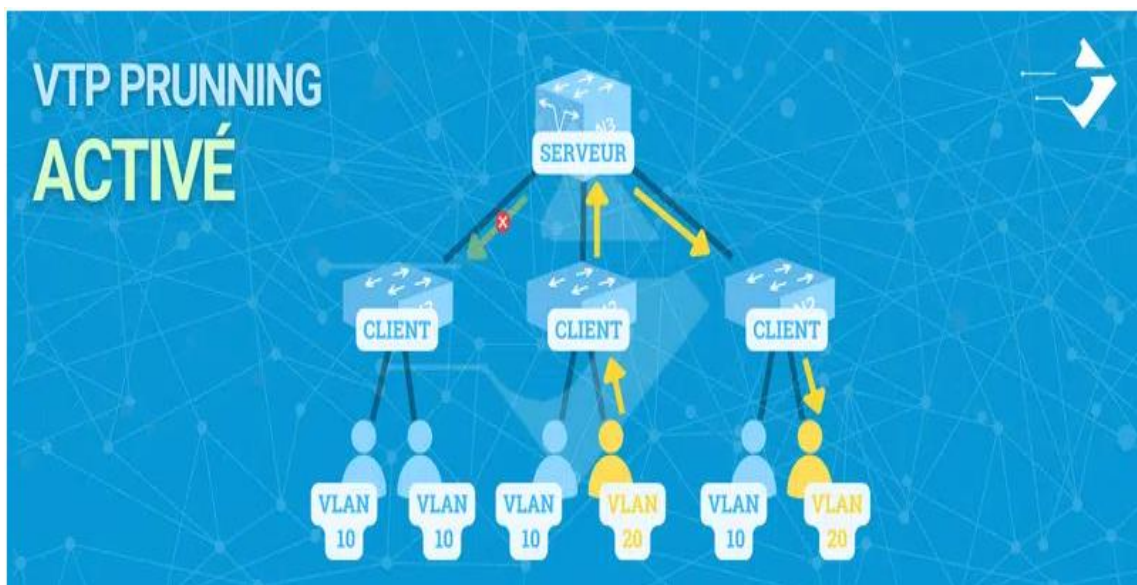 VTP PRUNNING
ACTIVÉ
N3
SERVEUR
CLIENT
CLIENT
CLIENT
VLAN
10
VLAN
10
VLAN
10
VLAN
20
VLAN
10
VLAN
20